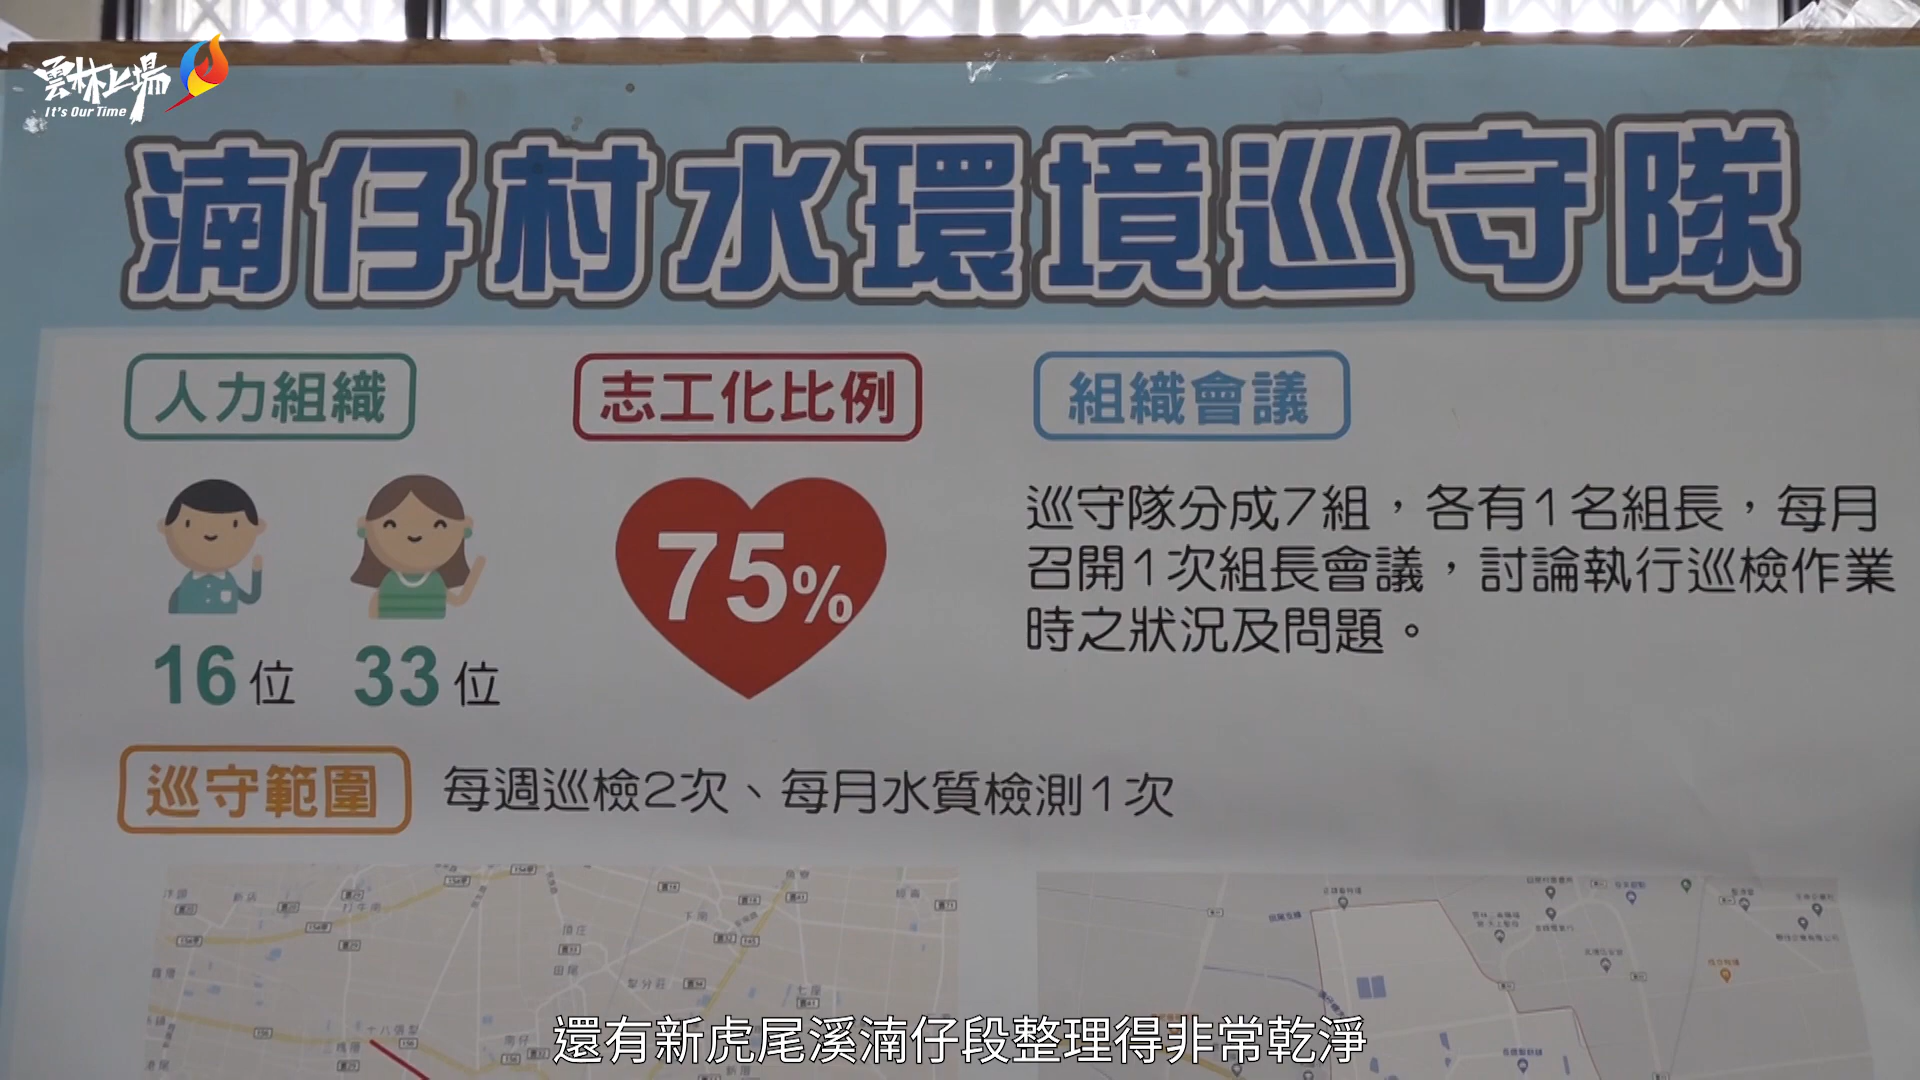 雲林上場
It's Our Time
湳仔村水環境巡守隊
人力組織
志工化比例
組織會議
16位
33位
75%
巡守隊分成7組，各有1名組長，每月
召開1次組長會議，討論執行巡檢作業
時之狀況及問題。
巡守範圍
每週巡檢2次、每月水質檢測1次
十八張犁
還有新虎尾溪湳仔段整理得非常乾淨